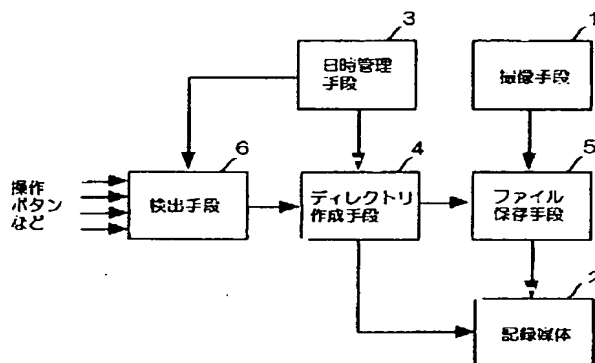 3
日時管理
手段
1
撮像手段
操作
ボタン
など
6
検出手段
4
ディレクトリ
作成手段
5
ファイル
保存手段
2
記録媒体